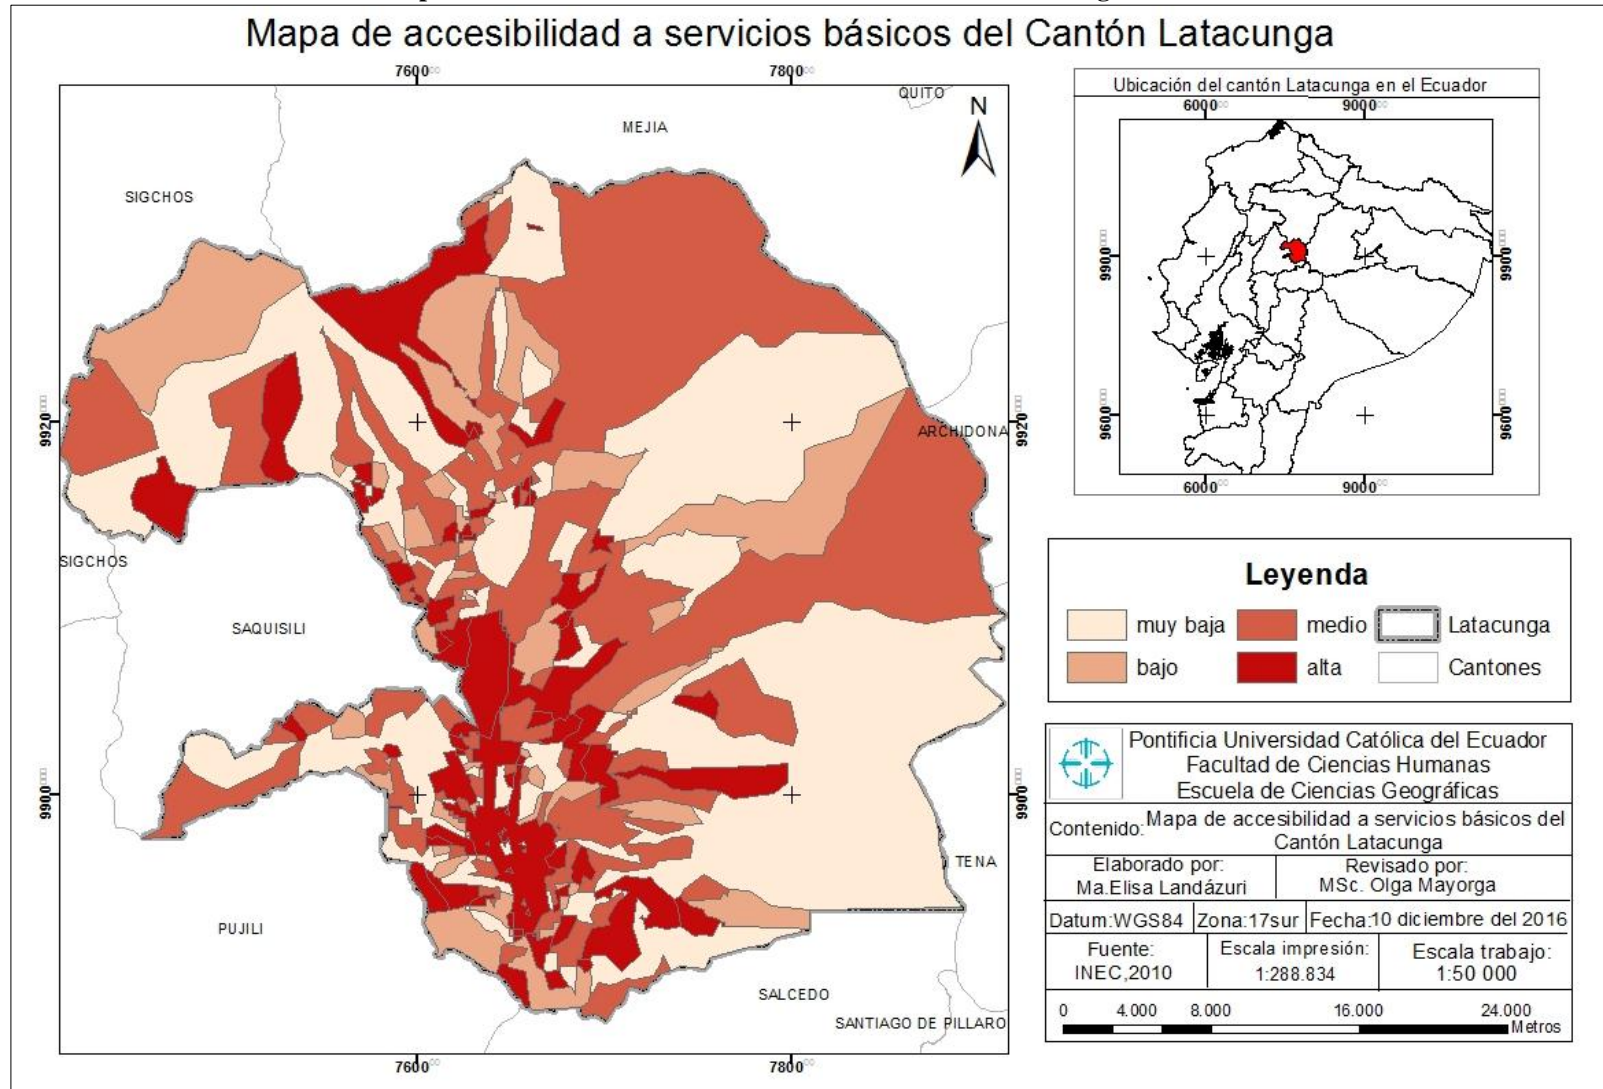 Mapa de accesibilidad a servicios básicos del Cantón Latacunga
7600
7800
QUITO
N
MEJIA
SIGCHOS
9920
9920
ARCHIDONA
SIGCHOS
SAQUISILI
9900
9900
TENA
PUJILI
SALCEDO
SANTIAGO DE PILLARO
7600
7800
Ubicación del cantón Latacunga en el Ecuador
6000
9000
9900
9900
9600
9600
6000
9000
Leyenda
muy baja
medio
Latacunga
bajo
alta
Cantones
Pontificia Universidad Católica del Ecuador
Facultad de Ciencias Humanas
Escuela de Ciencias Geográficas
Contenido: Mapa de accesibilidad a servicios básicos del
Cantón Latacunga
Elaborado por:
Ma.Elisa Landázuri
Revisado por:
MSc. Olga Mayorga
Datum:WGS84
Zona:17sur
Fecha:10 diciembre del 2016
Fuente:
INEC,2010
Escala impresión:
1:288.834
Escala trabajo:
1:50 000
0 4.000 8.000 16.000 24.000
Metros